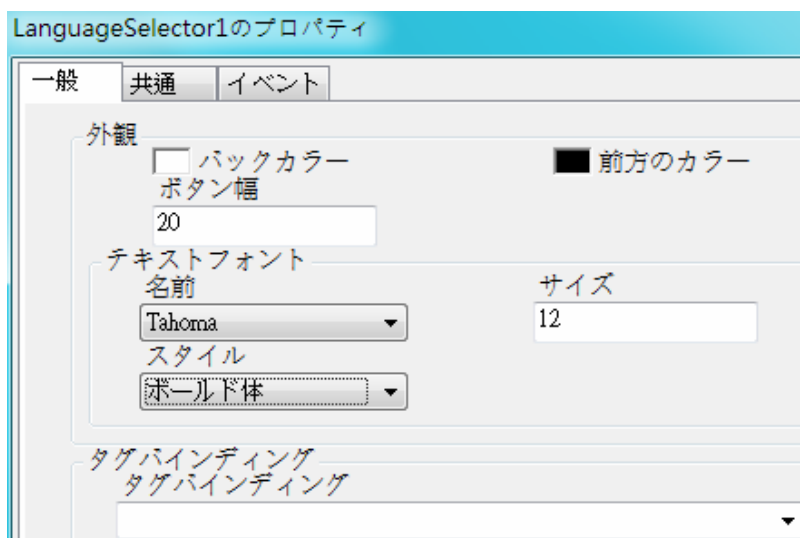 LanguageSelector1のプロパティ
一般 共通 イベント
外観
バックカラー 前方のカラー
ボタン幅
20
テキストフォント
名前 サイズ
Tahoma 12
スタイル
ボールド体
タグバインディング
タグバインディング